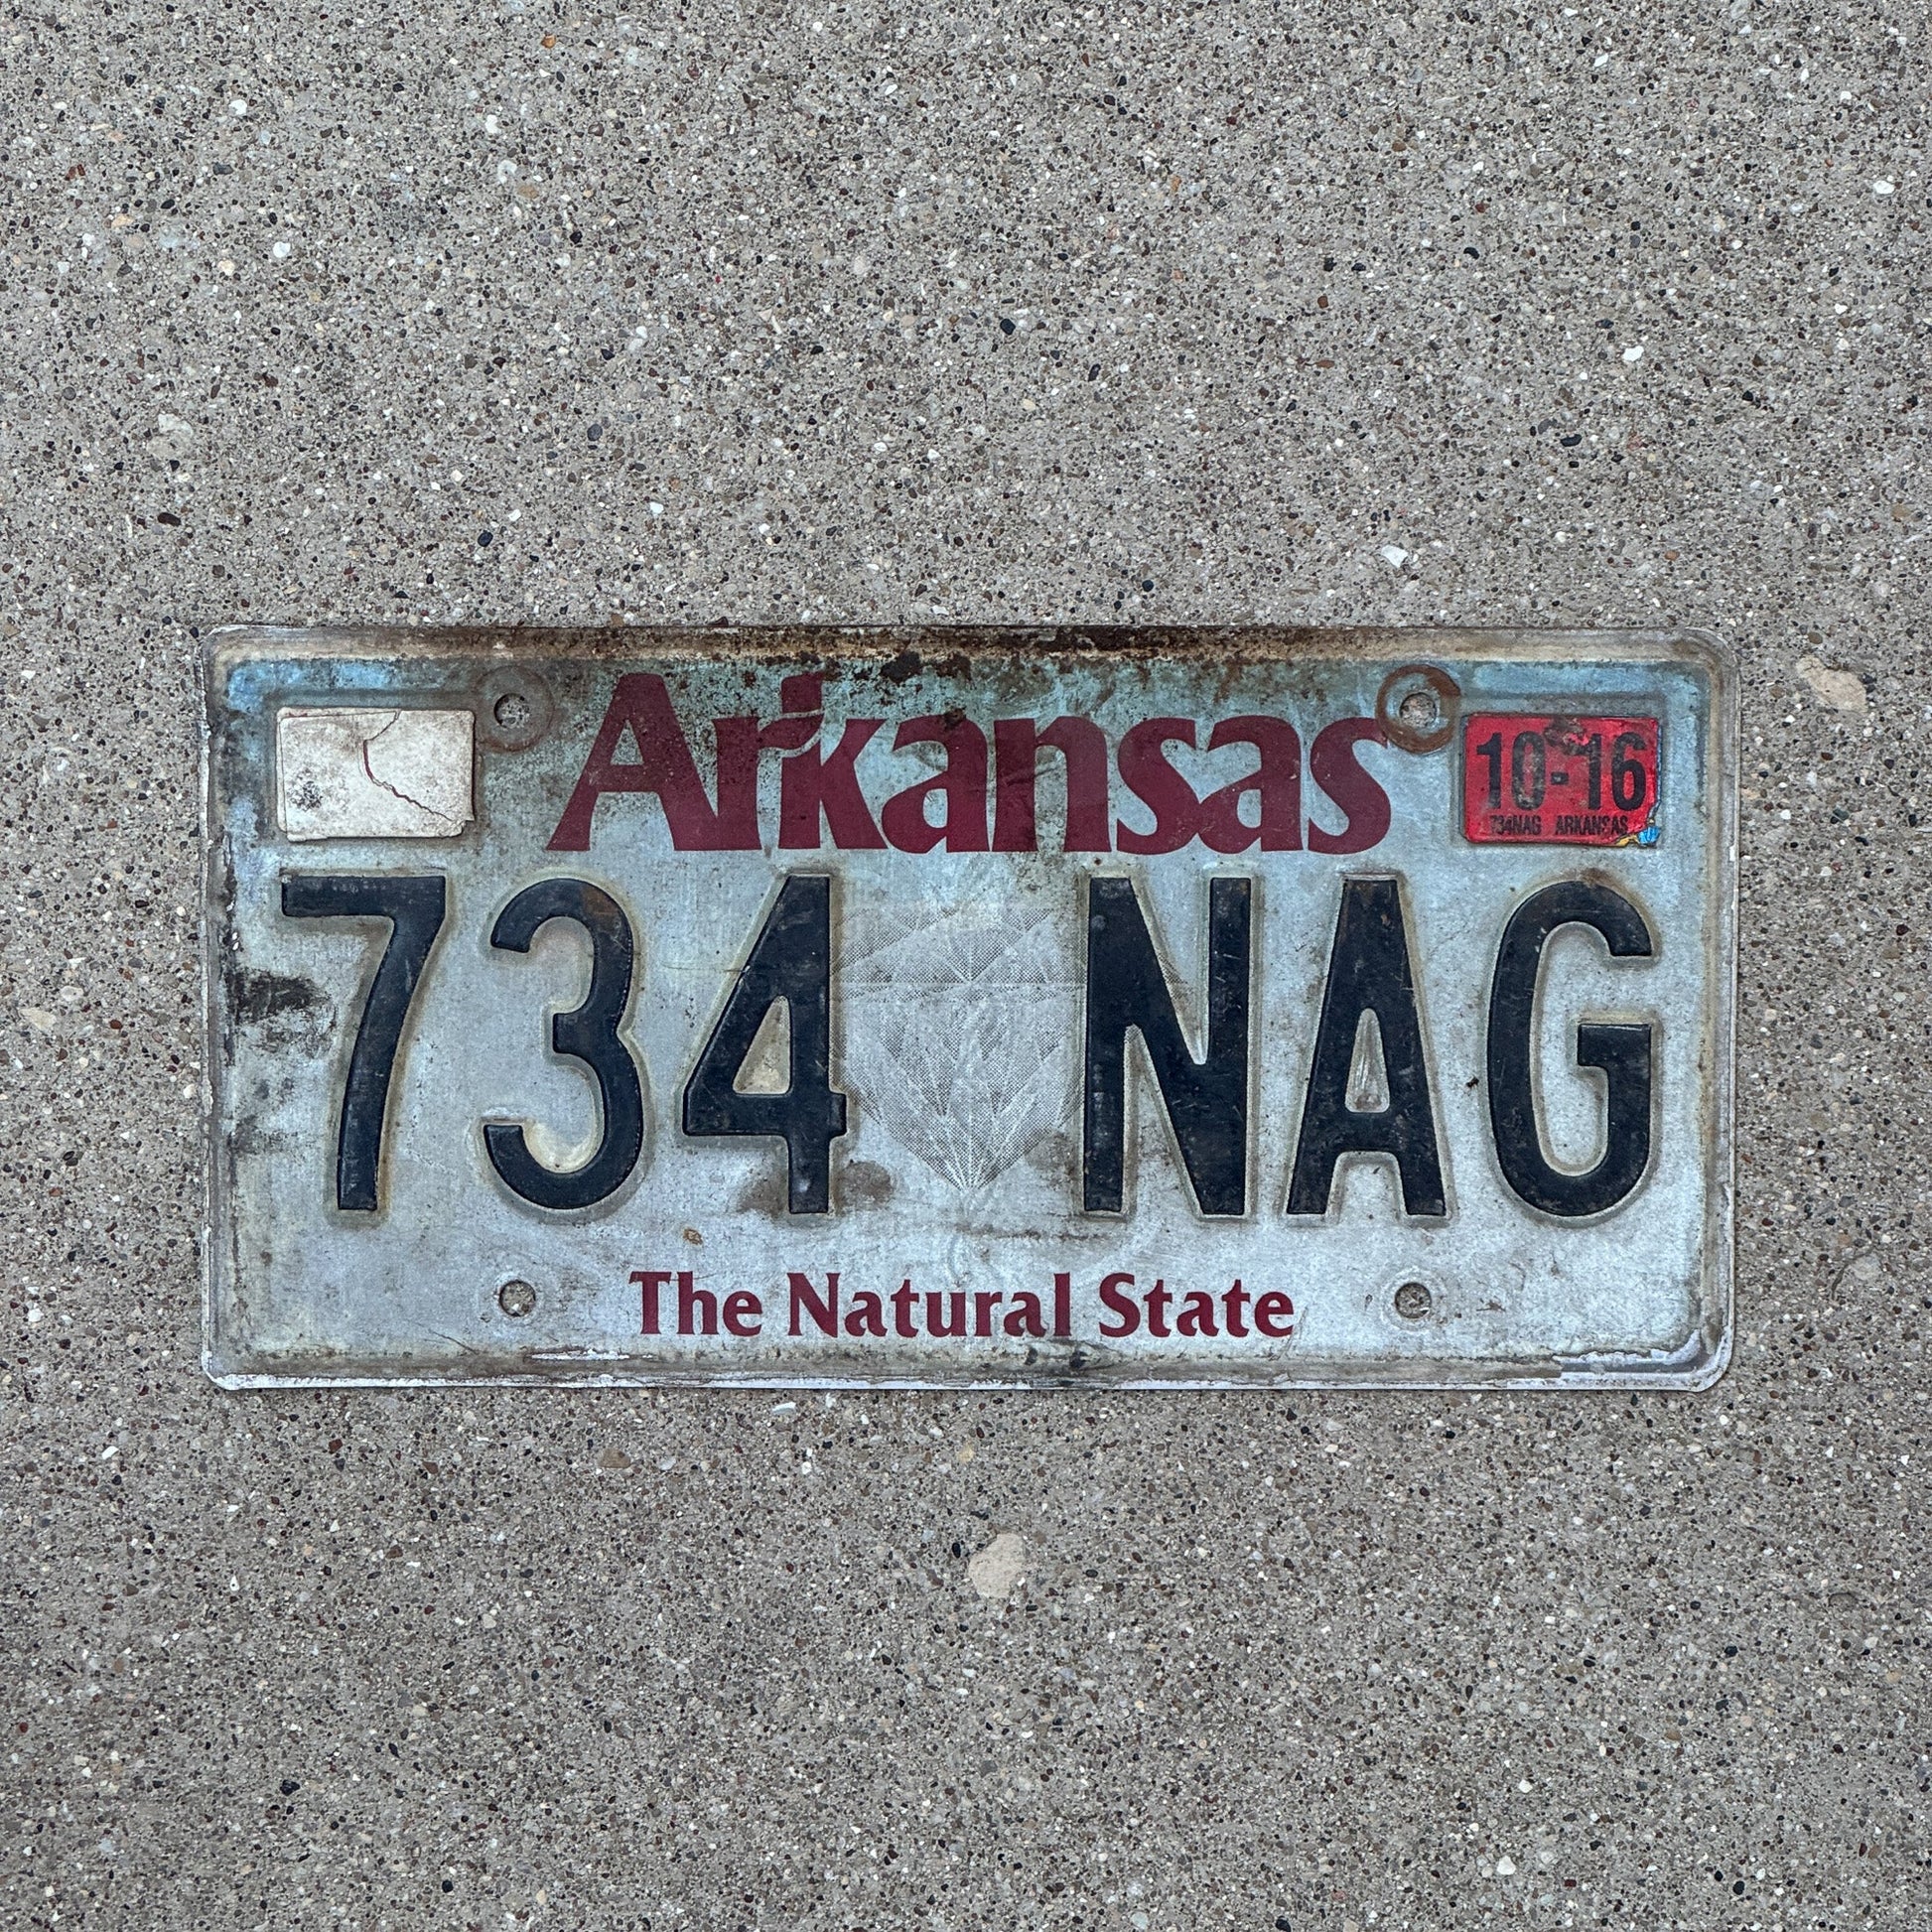 Arkansas
10-16
734NAG ARKANSAS
734 NAG
The Natural State